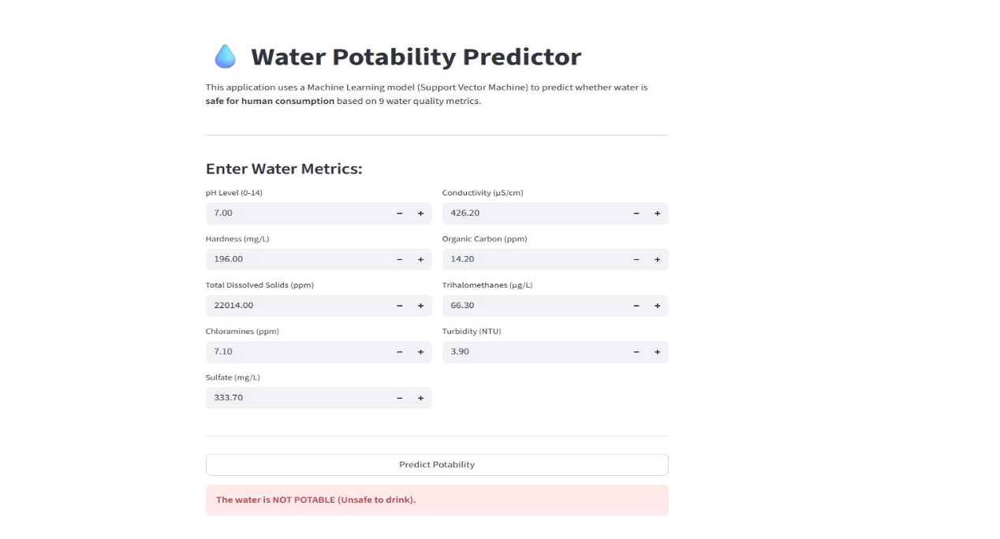 Water Potability Predictor
This application uses a Machine Learning model (Support Vector Machine) to predict whether water is
safe for human consumption based on 9 water quality metrics.
Enter Water Metrics:
pH Level (0-14)
7.00 − +
Hardness (mg/L)
196.00 − +
Total Dissolved Solids (ppm)
22014.00 − +
Chloramines (ppm)
7.10 − +
Sulfate (mg/L)
333.70 − +
Conductivity (μS/cm)
426.20 − +
Organic Carbon (ppm)
14.20 − +
Trihalomethanes (μg/L)
66.30 − +
Turbidity (NTU)
3.90 − +
Predict Potability
The water is NOT POTABLE (Unsafe to drink).